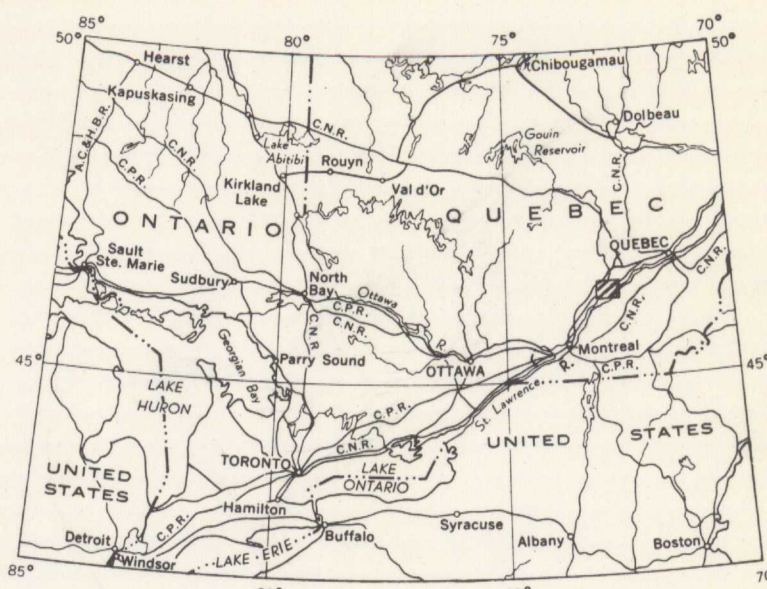 85°
80°
75°
70°
50°
50°
Hearst
Chibougamau
Kapuskasing
Dolbeau
A.C.&H.B.R.
C.N.R.
C.N.R.
Lake
Abitibi
Rouyn
Gouin
Reservoir
C.N.R.
C.P.R.
Kirkland
Lake
Val d'Or
ONTARIO
QUEBEC
QUEBEC
Sault
Ste. Marie
Sudbury
North
Bay
Ottawa
R.
C.P.R.
C.N.R.
C.N.R.
C.N.R.
C.N.R.
Georgian Bay
Parry Sound
OTTAWA
Montreal
R.
C.P.R.
45°
45°
LAKE
HURON
C.P.R.
St. Lawrence
C.N.R.
UNITED STATES
TORONTO
LAKE
ONTARIO
UNITED
STATES
Hamilton
C.P.R.
Syracuse
Detroit
Windsor
LAKE ERIE
Buffalo
Albany
Boston
85°